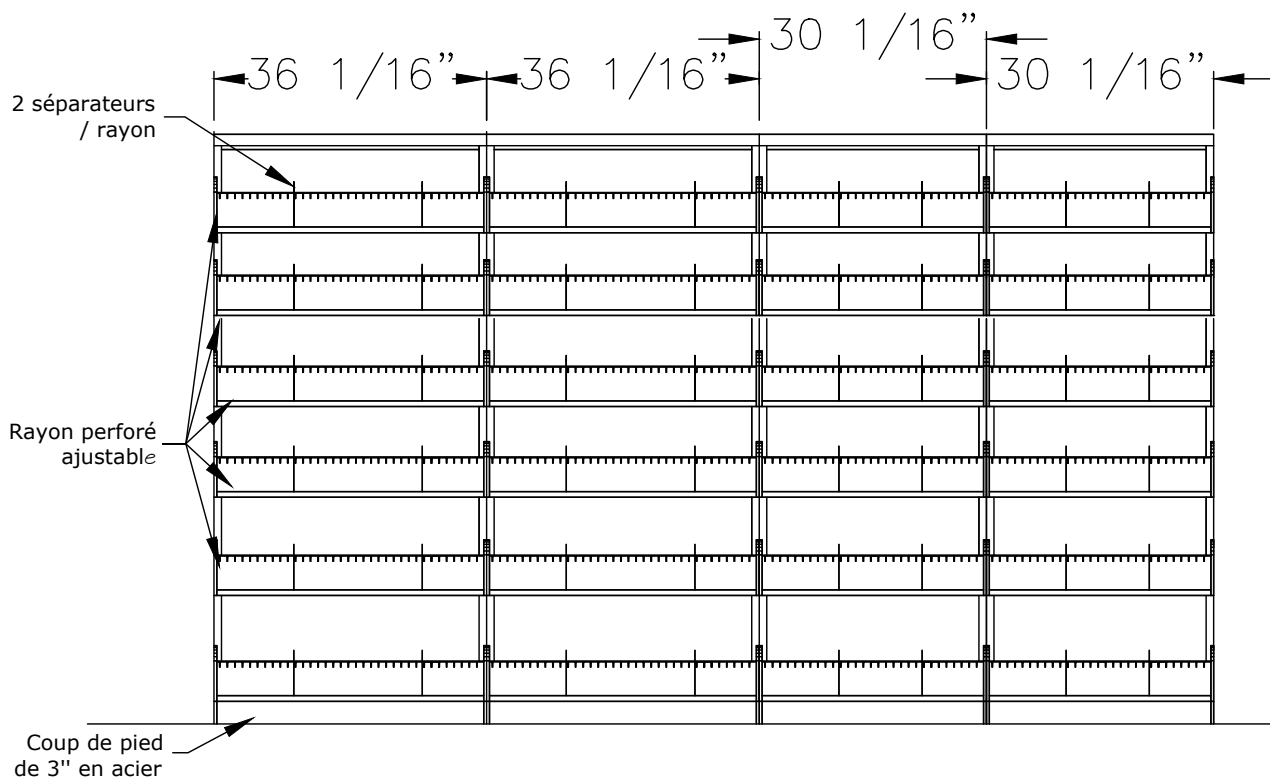 30 1/16”
36 1/16”
36 1/16”
30 1/16”
2 séparateurs
/ rayon
Rayon perforé
ajustable
Coup de pied
de 3" en acier